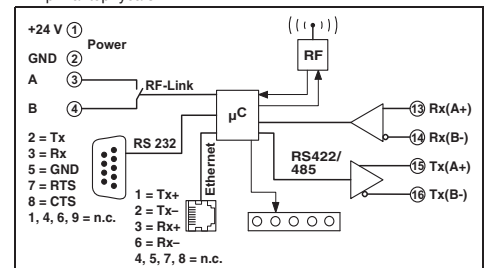 +24 V 1
Power
GND 2
A 3
RF-Link
B 4
RF
µC
13 Rx(A+)
14 Rx(B-)
RS422/
485
15 Tx(A+)
16 Tx(B-)
RS 232
2 = Tx
3 = Rx
5 = GND
7 = RTS
8 = CTS
1, 4, 6, 9 = n.c.
Ethernet
1 = Tx+
2 = Tx–
3 = Rx+
6 = Rx–
4, 5, 7, 8 = n.c.